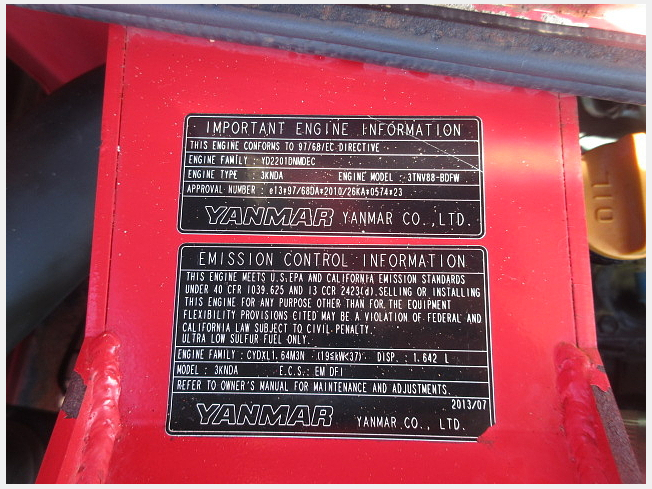 IMPORTANT ENGINE INFORMATION
THIS ENGINE CONFORMS TO 97/68/EC DIRECTIVE
ENGINE FAMILY : YD2201DNMDEC
ENGINE TYPE : 3KNDA ENGINE MODEL : 3TNV88-BDFW
APPROVAL NUMBER : e13*97/68DA*2010/26KA*0574*23
YANMAR YANMAR CO.,LTD.
EMISSION CONTROL INFORMATION
THIS ENGINE MEETS U.S.EPA AND CALIFORNIA EMISSION STANDARDS
UNDER 40 CFR 1039.625 AND 13 CCR 2423(d).SELLING OR INSTALLING
THIS ENGINE FOR ANY PURPOSE OTHER THAN FOR THE EQUIPMENT
FLEXIBILITY PROVISIONS CITED MAY BE A VIOLATION OF FEDERAL AND
CALIFORNIA LAW SUBJECT TO CIVIL PENALTY.
ULTRA LOW SULFUR FUEL ONLY.
ENGINE FAMILY : CYDXL1.64M3N (19≤kW<37) DISP. : 1.642 L
MODEL : 3KNDA E.C.S.: EM DFI
REFER TO OWNER'S MANUAL FOR MAINTENANCE AND ADJUSTMENTS.
2013/07
YANMAR YANMAR CO., LTD.
OIL